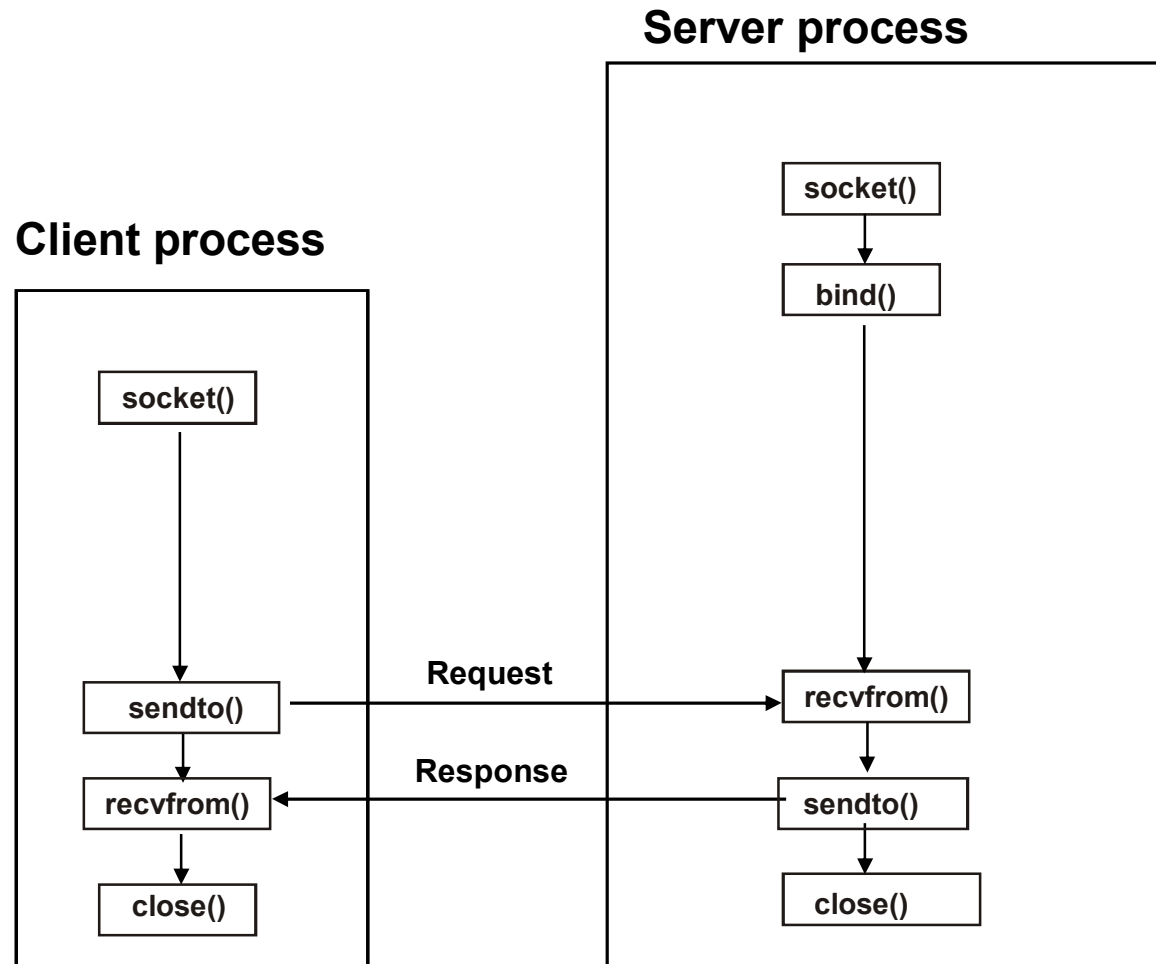 Server process
socket()
bind()
recvfrom()
sendto()
close()
Client process
socket()
sendto()
recvfrom()
close()
Request
Response